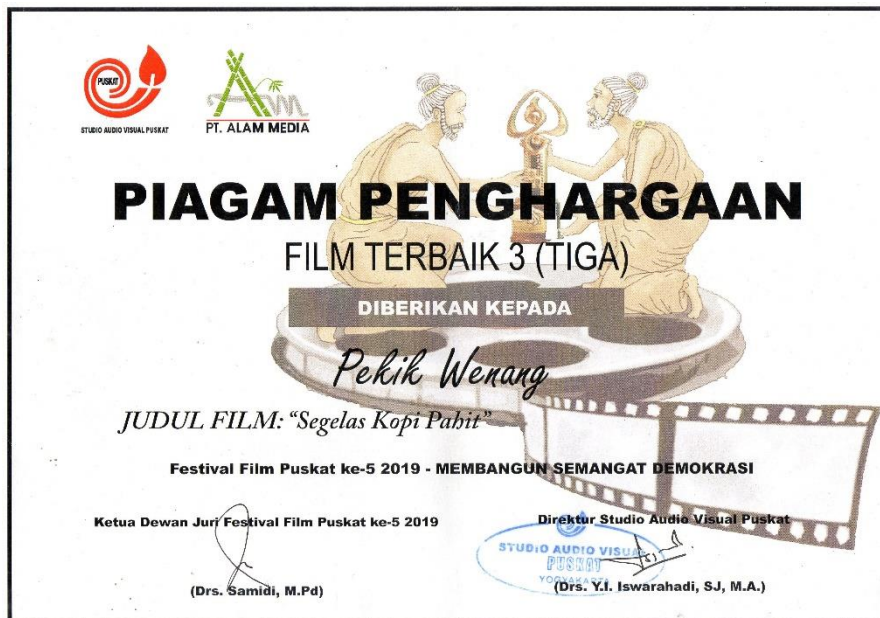 PUSKAT
STUDIO AUDIO VISUAL PUSKAT
PT. ALAM MEDIA
PIAGAM PENGHARGAAN
FILM TERBAIK 3 (TIGA)
DIBERIKAN KEPADA
Pekik Wenang
JUDUL FILM: “Segelas Kopi Pahit”
Festival Film Puskat ke-5 2019 - MEMBANGUN SEMANGAT DEMOKRASI
Ketua Dewan Juri Festival Film Puskat ke-5 2019
Direktur Studio Audio Visual Puskat
STUDIO AUDIO VISUAL
PUSKAT
YOGYAKARTA
(Drs. Samidi, M.Pd)
(Drs. Y.I. Iswarahadi, SJ, M.A.)